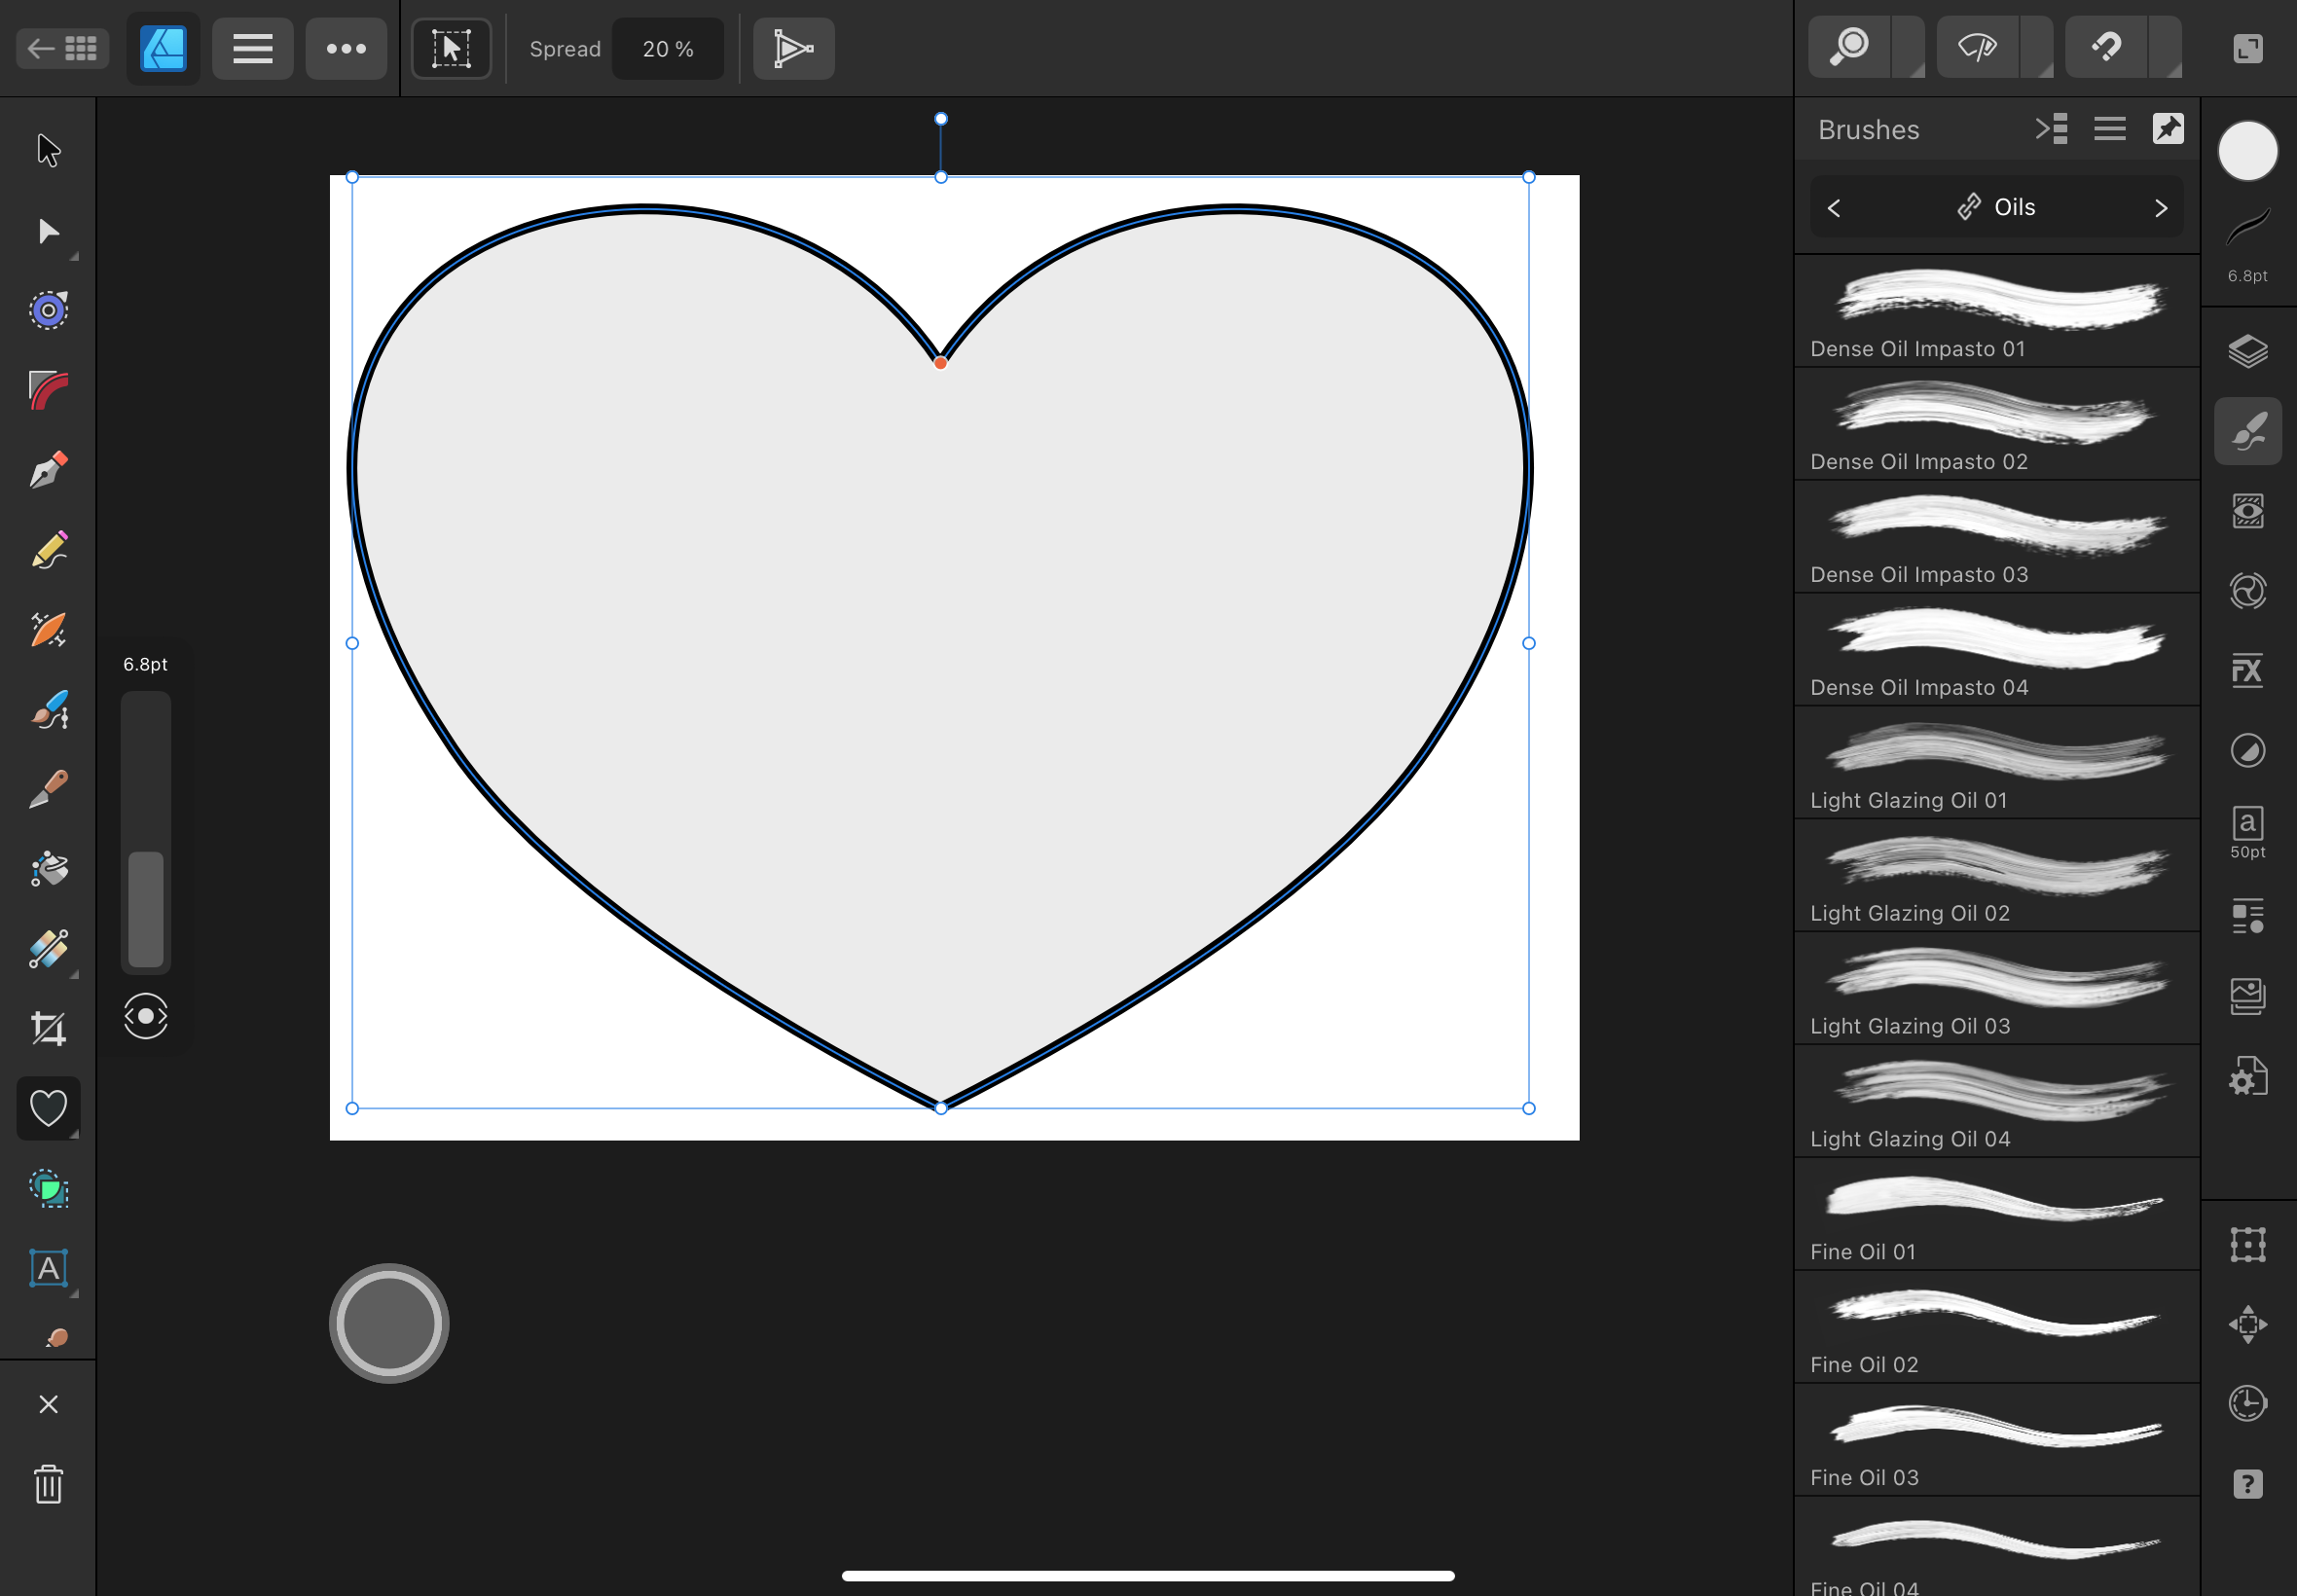 Spread 20 %
Brushes
Oils
6.8pt
Dense Oil Impasto 01
Dense Oil Impasto 02
Dense Oil Impasto 03
Dense Oil Impasto 04
Light Glazing Oil 01
Light Glazing Oil 02
Light Glazing Oil 03
Light Glazing Oil 04
Fine Oil 01
Fine Oil 02
Fine Oil 03
Fine Oil 04
6.8pt
FX
a
50pt
A
?